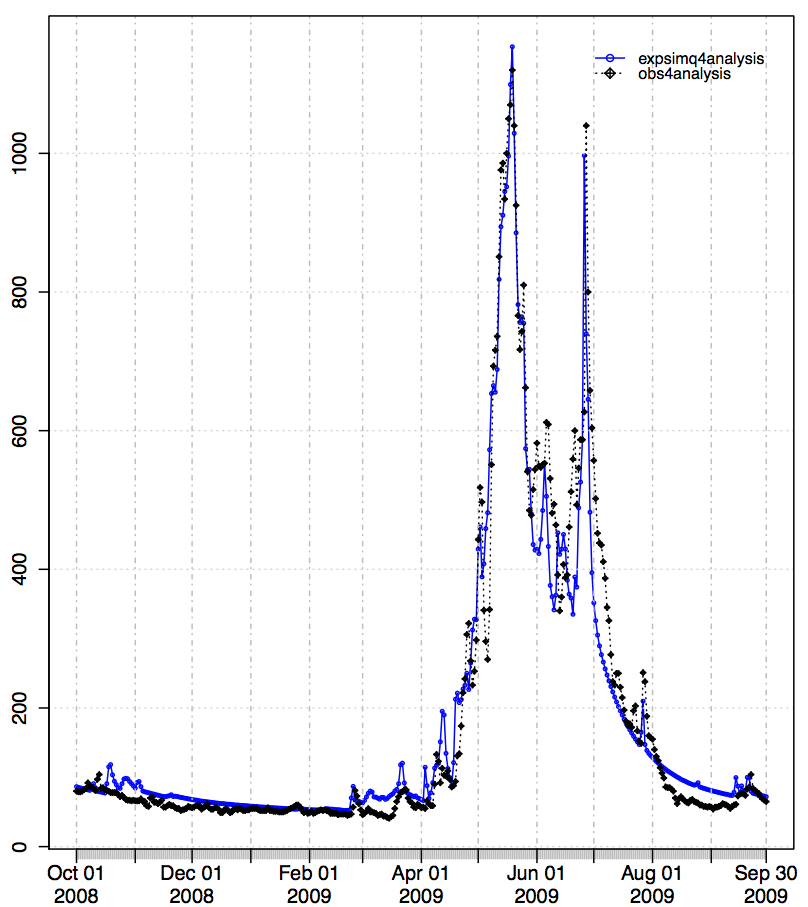 expsimq4analysis
obs4analysis
1000
800
600
400
200
0
Oct 01 Dec 01 Feb 01 Apr 01 Jun 01 Aug 01 Sep 30
2008 2008 2009 2009 2009 2009 2009